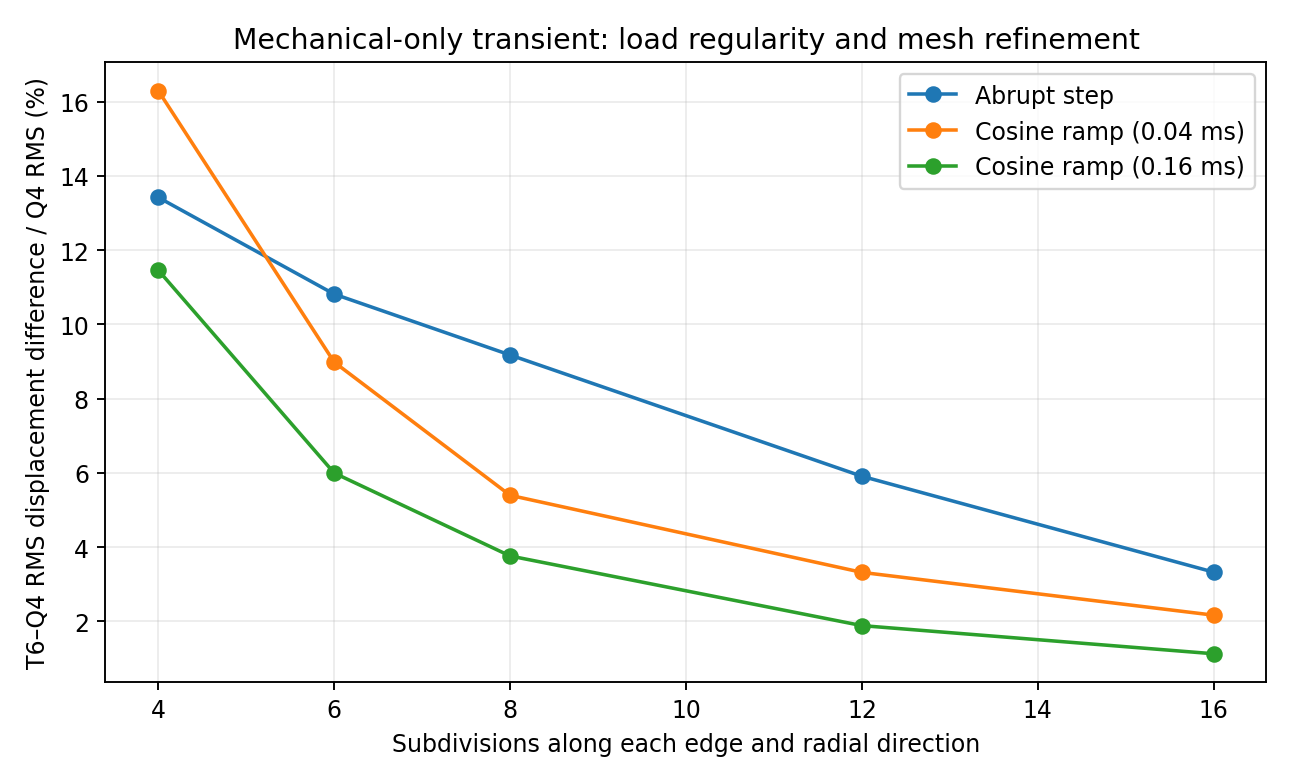 Mechanical-only transient: load regularity and mesh refinement
T6–Q4 RMS displacement difference / Q4 RMS (%)
16
14
12
10
8
6
4
2
Abrupt step
Cosine ramp (0.04 ms)
Cosine ramp (0.16 ms)
4 6 8 10 12 14 16
Subdivisions along each edge and radial direction